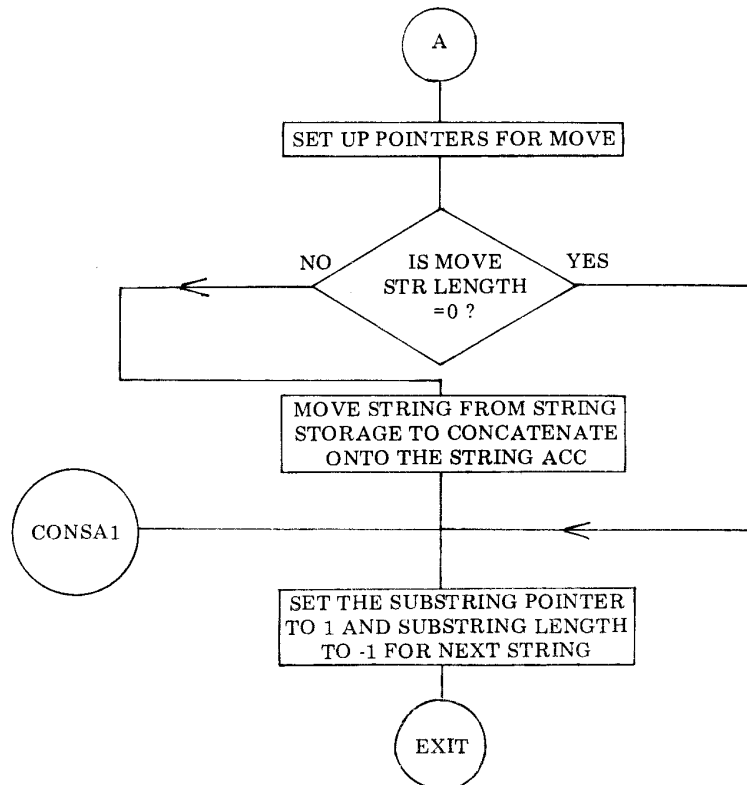 A
SET UP POINTERS FOR MOVE
NO
IS MOVE
YES
STR LENGTH
=0 ?
MOVE STRING FROM STRING
STORAGE TO CONCATENATE
ONTO THE STRING ACC
CONSA1
SET THE SUBSTRING POINTER
TO 1 AND SUBSTRING LENGTH
TO -1 FOR NEXT STRING
EXIT